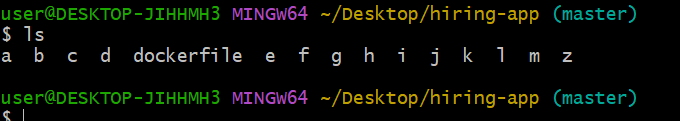 user@DESKTOP-JIHHMH3 MINGW64 ~/Desktop/hiring-app (master)
$ ls
a  b  c  d  dockerfile  e  f  g  h  i  j  k  l  m  z
user@DESKTOP-JIHHMH3 MINGW64 ~/Desktop/hiring-app (master)
$